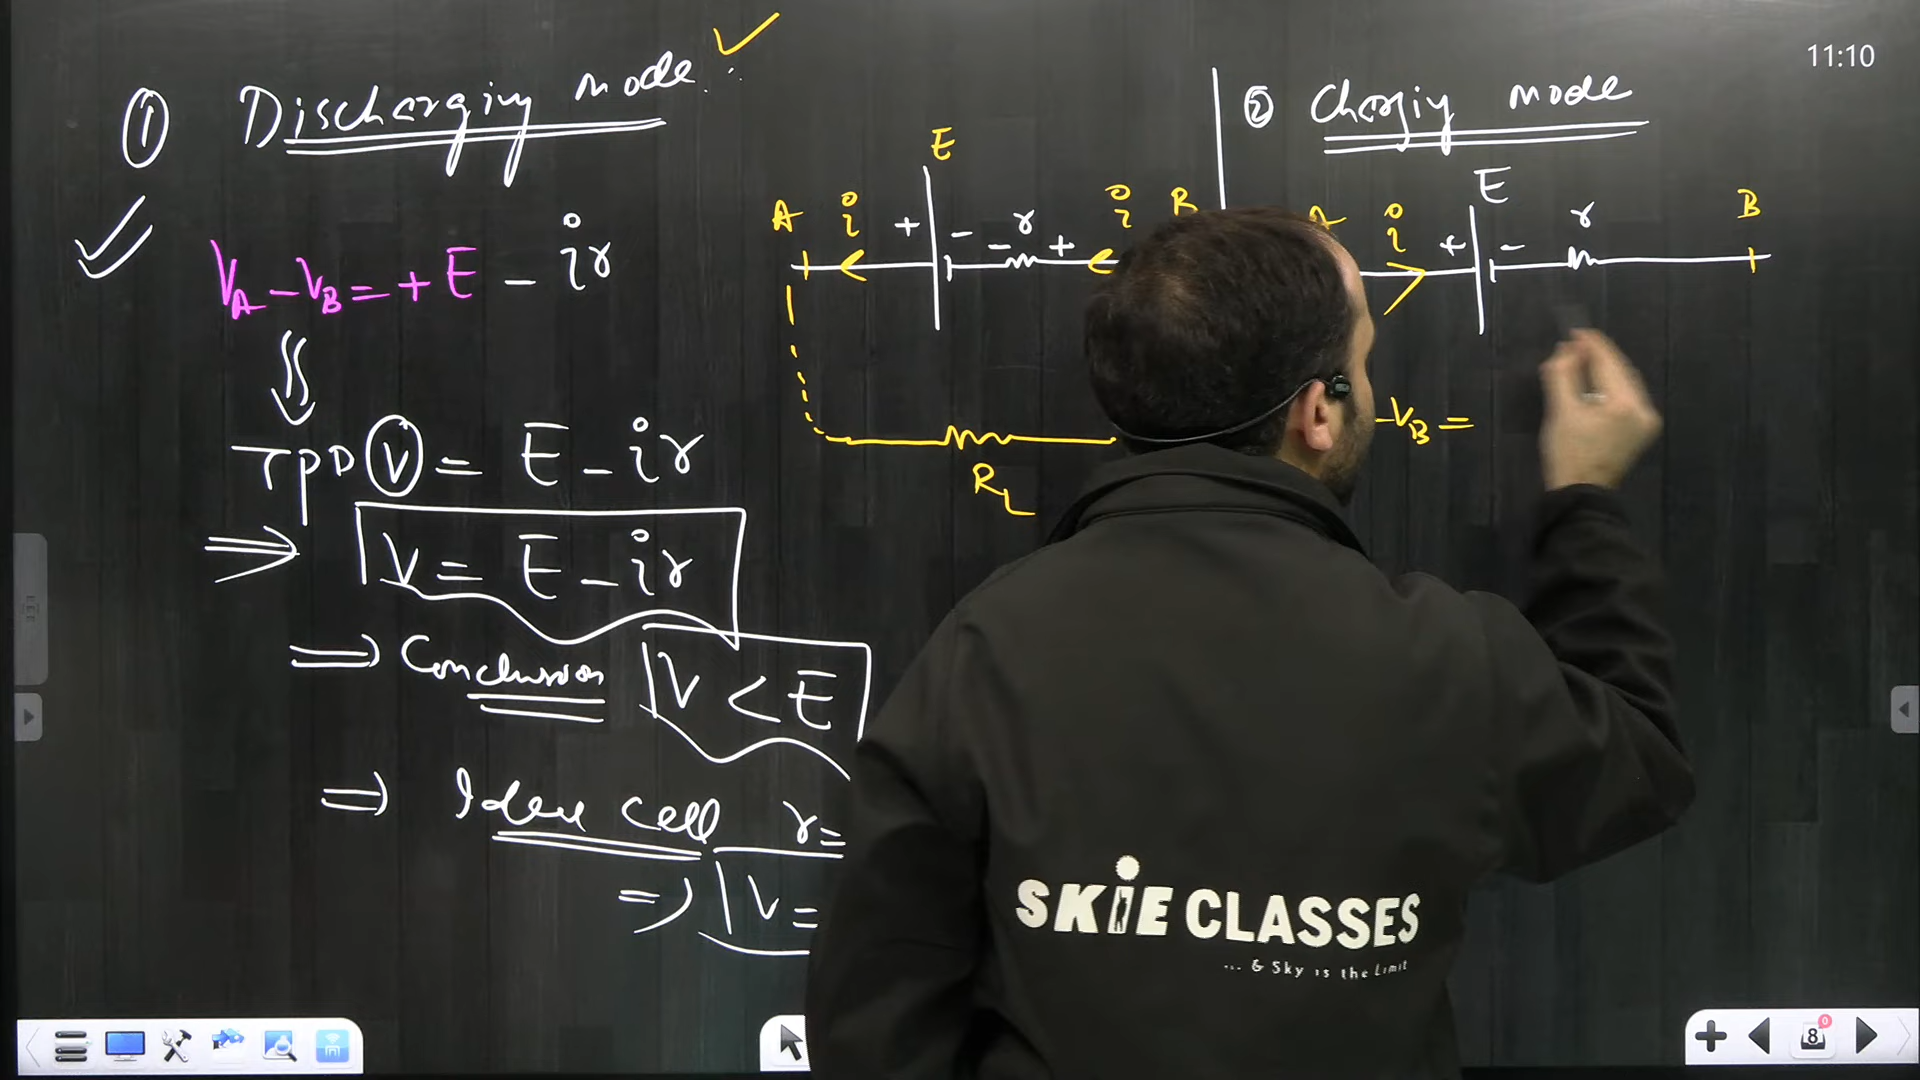 11:10
① Discharging mode :
V_A - V_B = + E - ir
TPD V = E - ir
⇒ V = E - ir
⇒ Conclusion V < E
⇒ Ideal cell r =
⇒ V =
E
A i + - - r + i B
R_L
② Charging mode
E
A i + - r B
- V_B =
SKIE CLASSES
... & Sky is the Limit
8
0